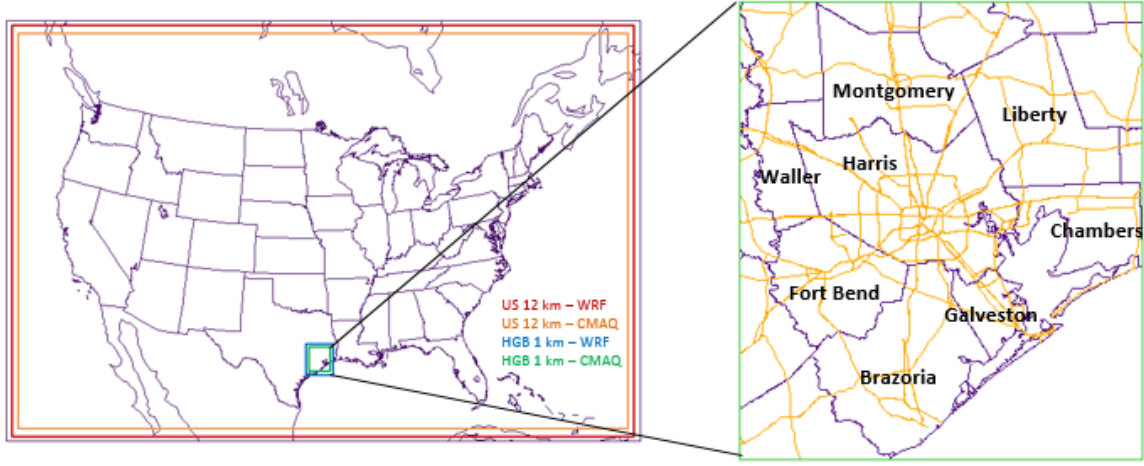 US 12 km – WRF
US 12 km – CMAQ
HGB 1 km – WRF
HGB 1 km – CMAQ
Montgomery
Liberty
Harris
Waller
Chambers
Fort Bend
Galveston
Brazoria